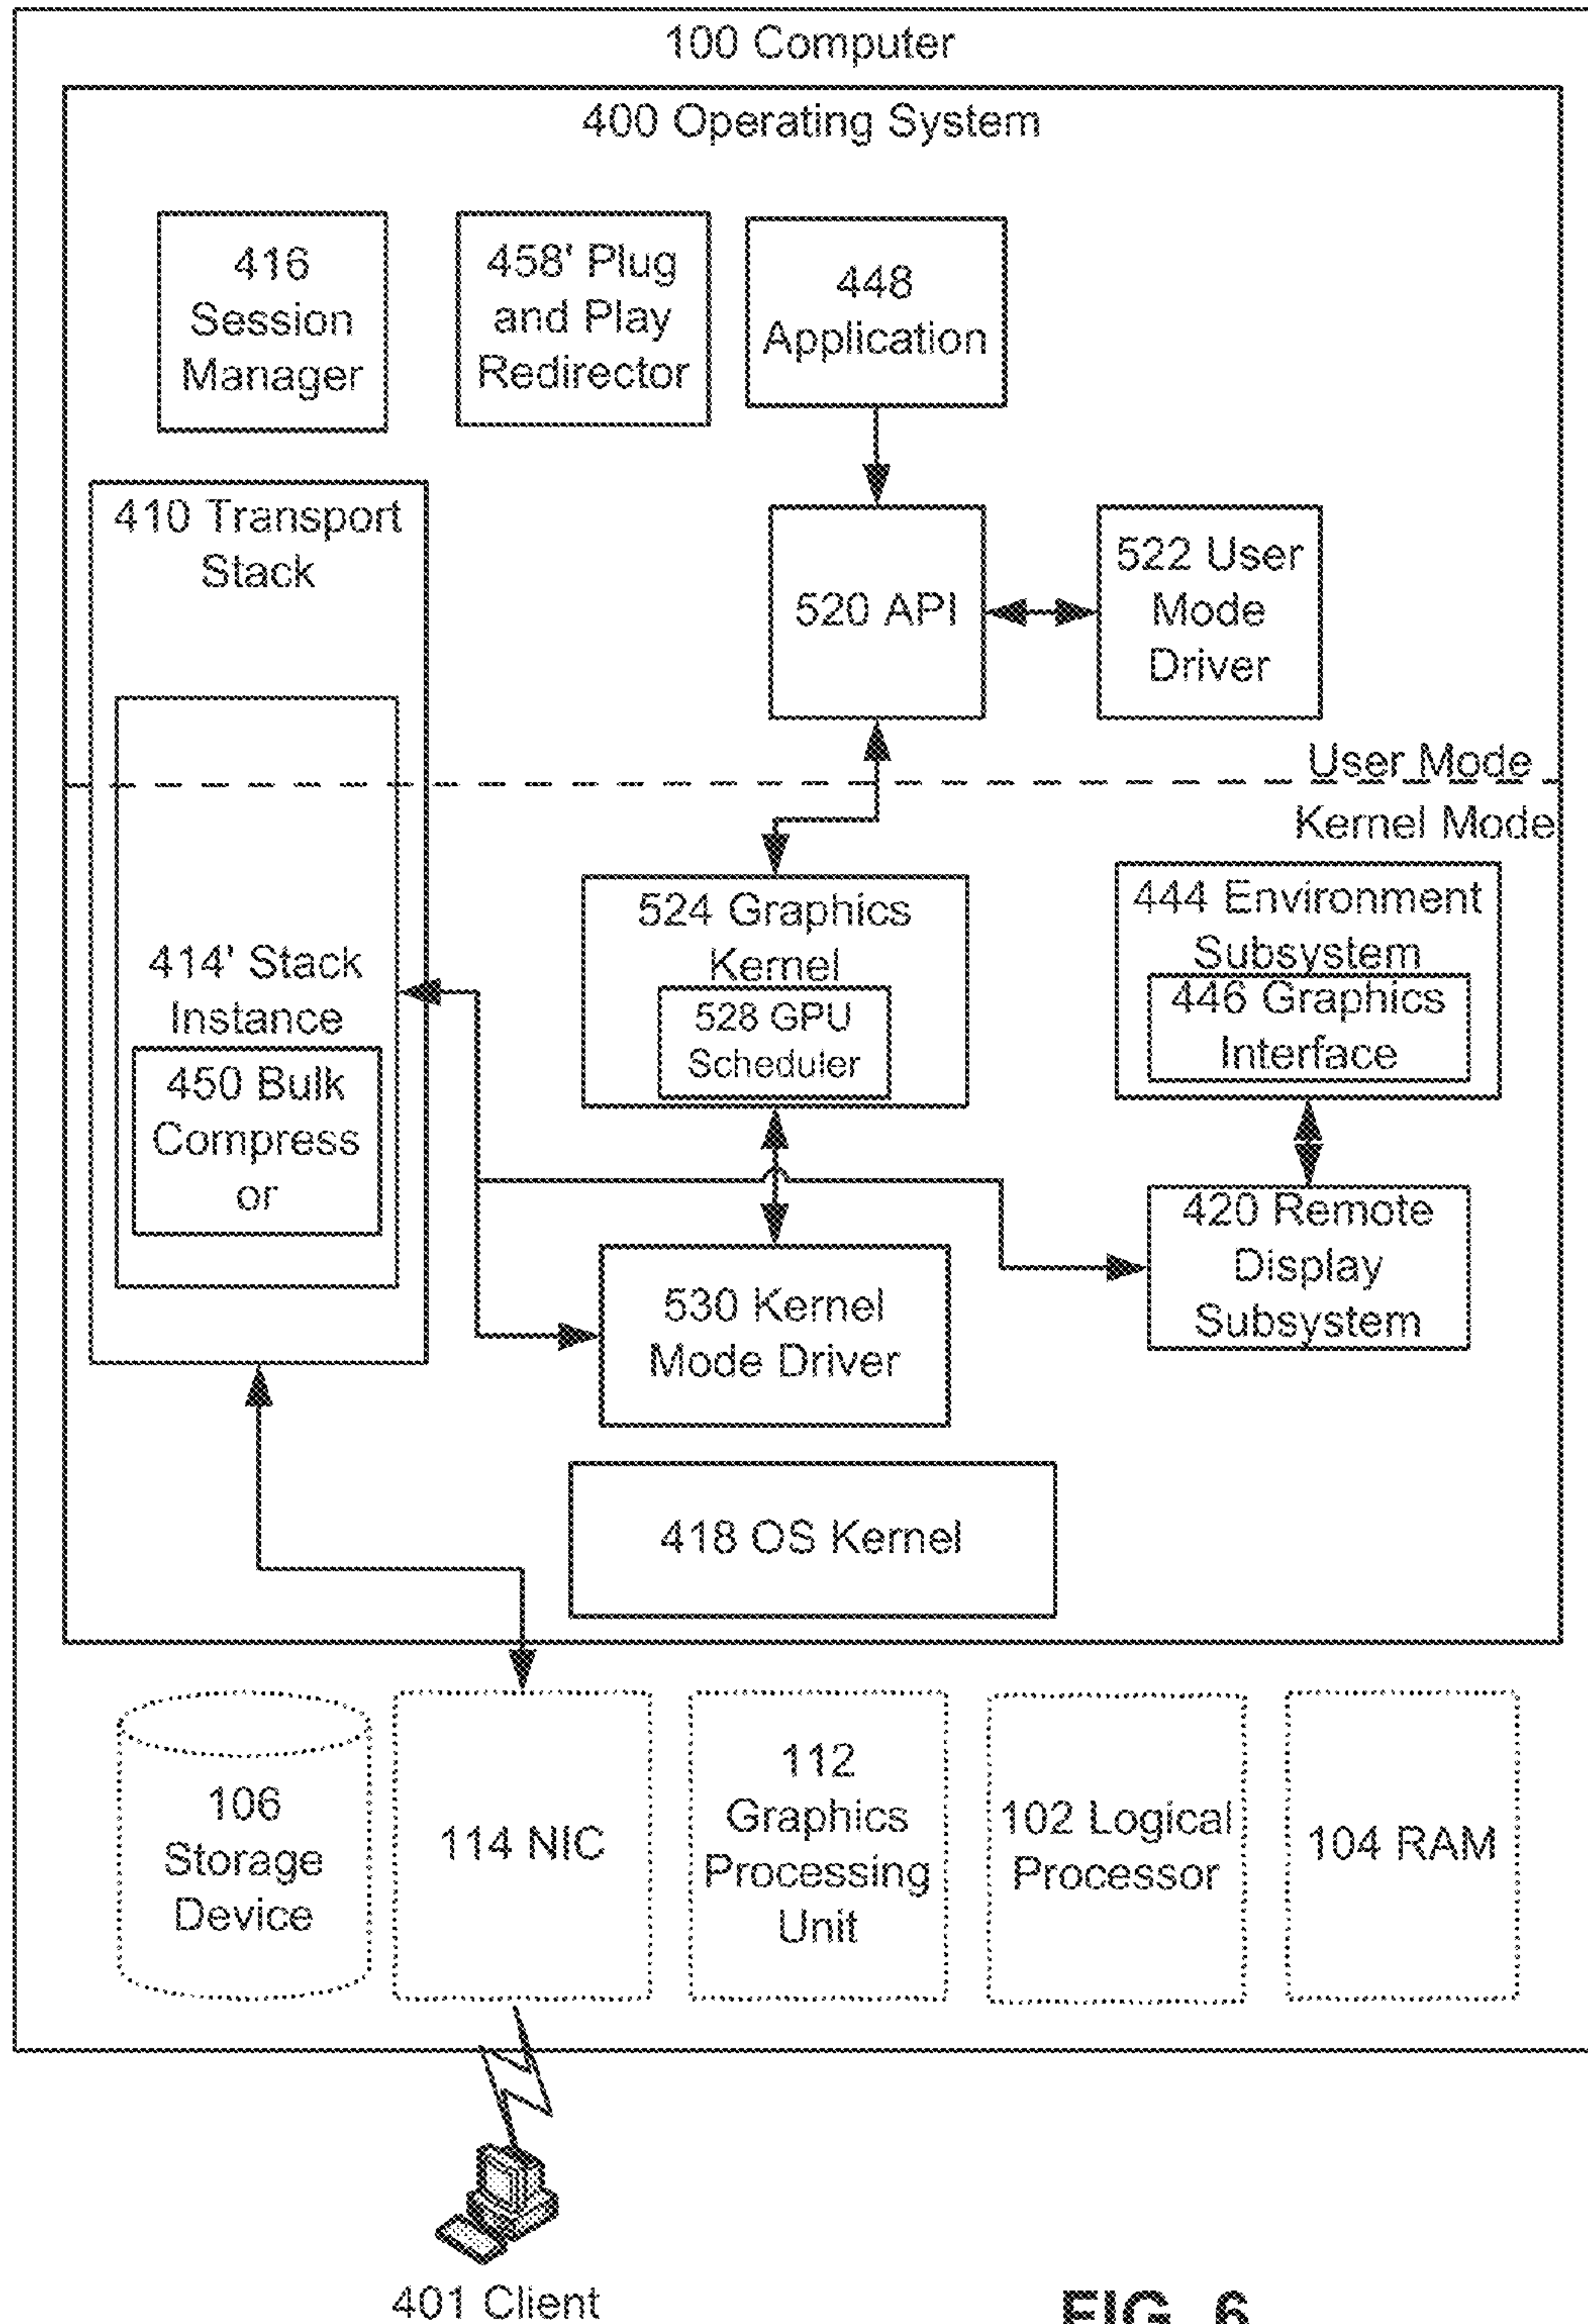 100 Computer
400 Operating System
416
Session
Manager
458' Plug
and Play
Redirector
448
Application
410 Transport
Stack
520 API
522 User
Mode
Driver
User Mode
Kernel Mode
414' Stack
Instance
450 Bulk
Compress
or
524 Graphics
Kernel
528 GPU
Scheduler
444 Environment
Subsystem
446 Graphics
Interface
530 Kernel
Mode Driver
420 Remote
Display
Subsystem
418 OS Kernel
106
Storage
Device
114 NIC
112
Graphics
Processing
Unit
102 Logical
Processor
104 RAM
401 Client
FIG. 6